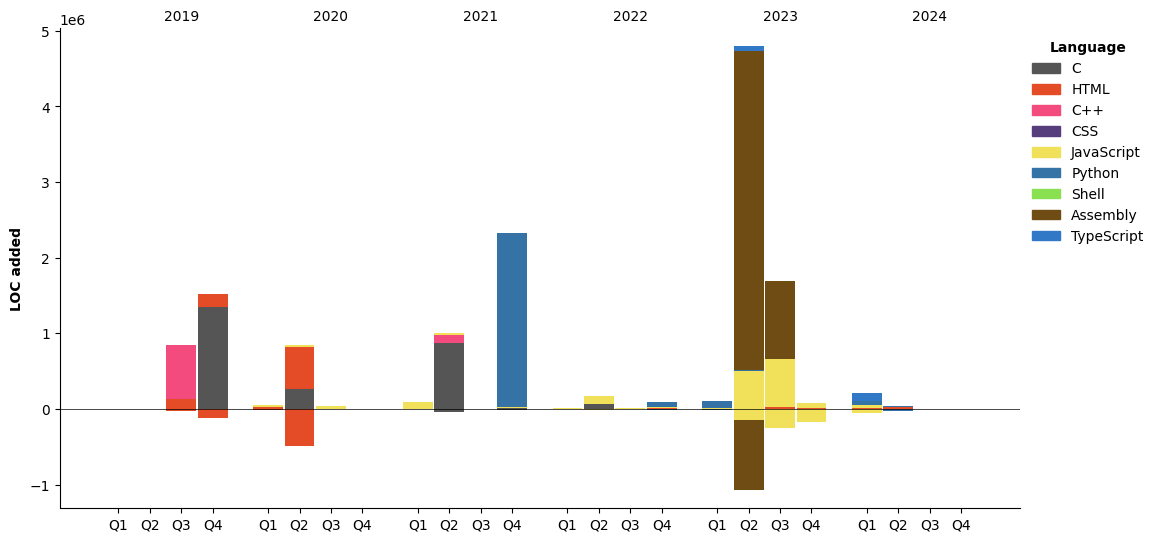 1e6
2019 2020 2021 2022 2023 2024
5
4
3
2
1
0
−1
LOC added
Q1 Q2 Q3 Q4 Q1 Q2 Q3 Q4 Q1 Q2 Q3 Q4 Q1 Q2 Q3 Q4 Q1 Q2 Q3 Q4 Q1 Q2 Q3 Q4
Language
C
HTML
C++
CSS
JavaScript
Python
Shell
Assembly
TypeScript